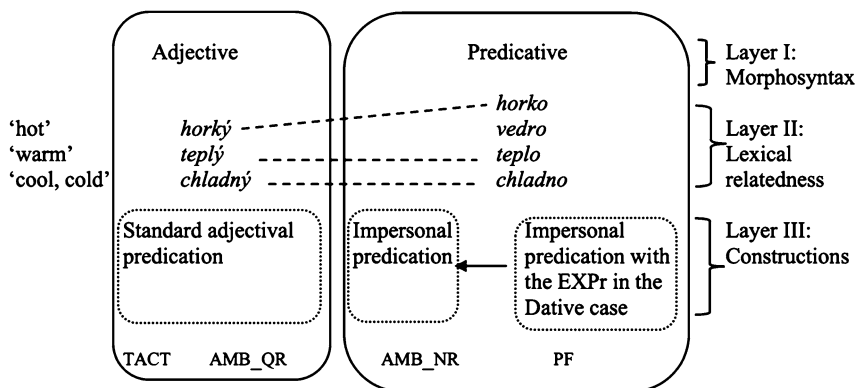 Adjective Predicative Layer I:
Morphosyntax
horko
‘hot’ horký vedro Layer II:
‘warm’ teplý teplo Lexical
‘cool, cold’ chladný chladno relatedness
Standard adjectival predication
Impersonal predication
Impersonal predication with the EXPr in the Dative case
Layer III:
Constructions
TACT AMB_QR AMB_NR PF